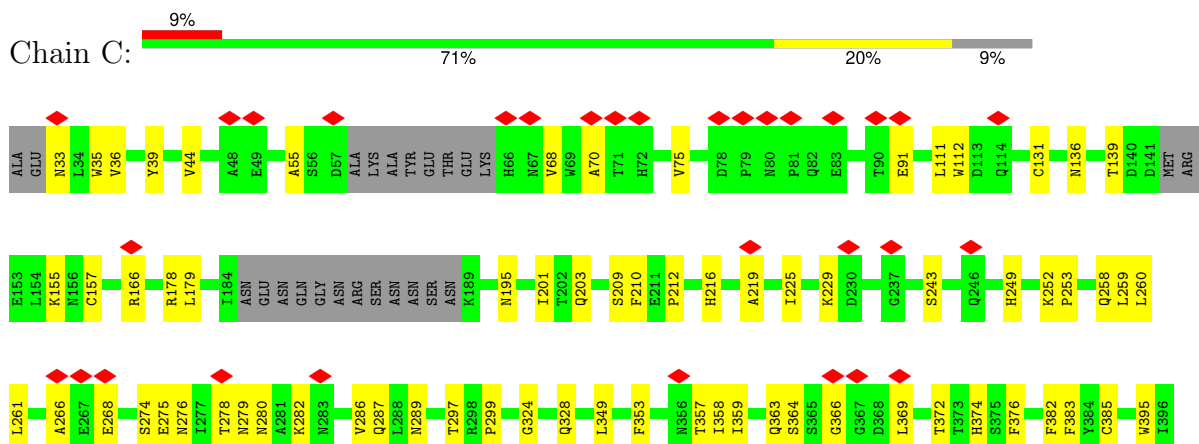 9%
Chain C:
71% 20% 9%
ALA GLU N33 L34 W35 V36 Y39 V44 A48 E49 A55 S56 D57 ALA LYS ALA ALA TYR GLU THR GLU LYS H66 N67 V68 W69 A70 T71 H72 V75 D78 P79 N80 P81 Q82 E83 T90 E91 L111 W112 D113 Q114 C131 N136 T139 D140 D141 MET ARG
E153 L154 K155 N156 C157 R166 R178 L179 I184 ASN GLU ASN GLN GLY ASN ARG SER ASN ASN SER ASN K189 N195 I201 T202 Q203 S209 F210 E211 P212 H216 A219 I225 K229 D230 G237 S243 Q246 H249 K252 P253 Q258 L259 L260
L261 A266 E267 E268 S274 E275 N276 I277 T278 N279 N280 A281 K282 N283 V286 Q287 L288 N289 T297 R298 P299 G324 Q328 L349 F353 N356 T357 I358 I359 Q363 S364 S365 G366 G367 D368 L369 T372 T373 H374 S375 F376 F382 F383 Y384 C385 W395 I396